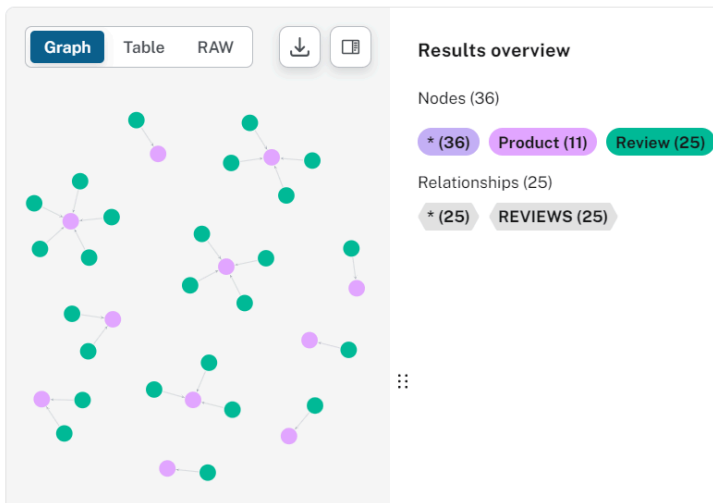 Graph Table RAW
Results overview
Nodes (36)
* (36) Product (11) Review (25)
Relationships (25)
* (25) REVIEWS (25)